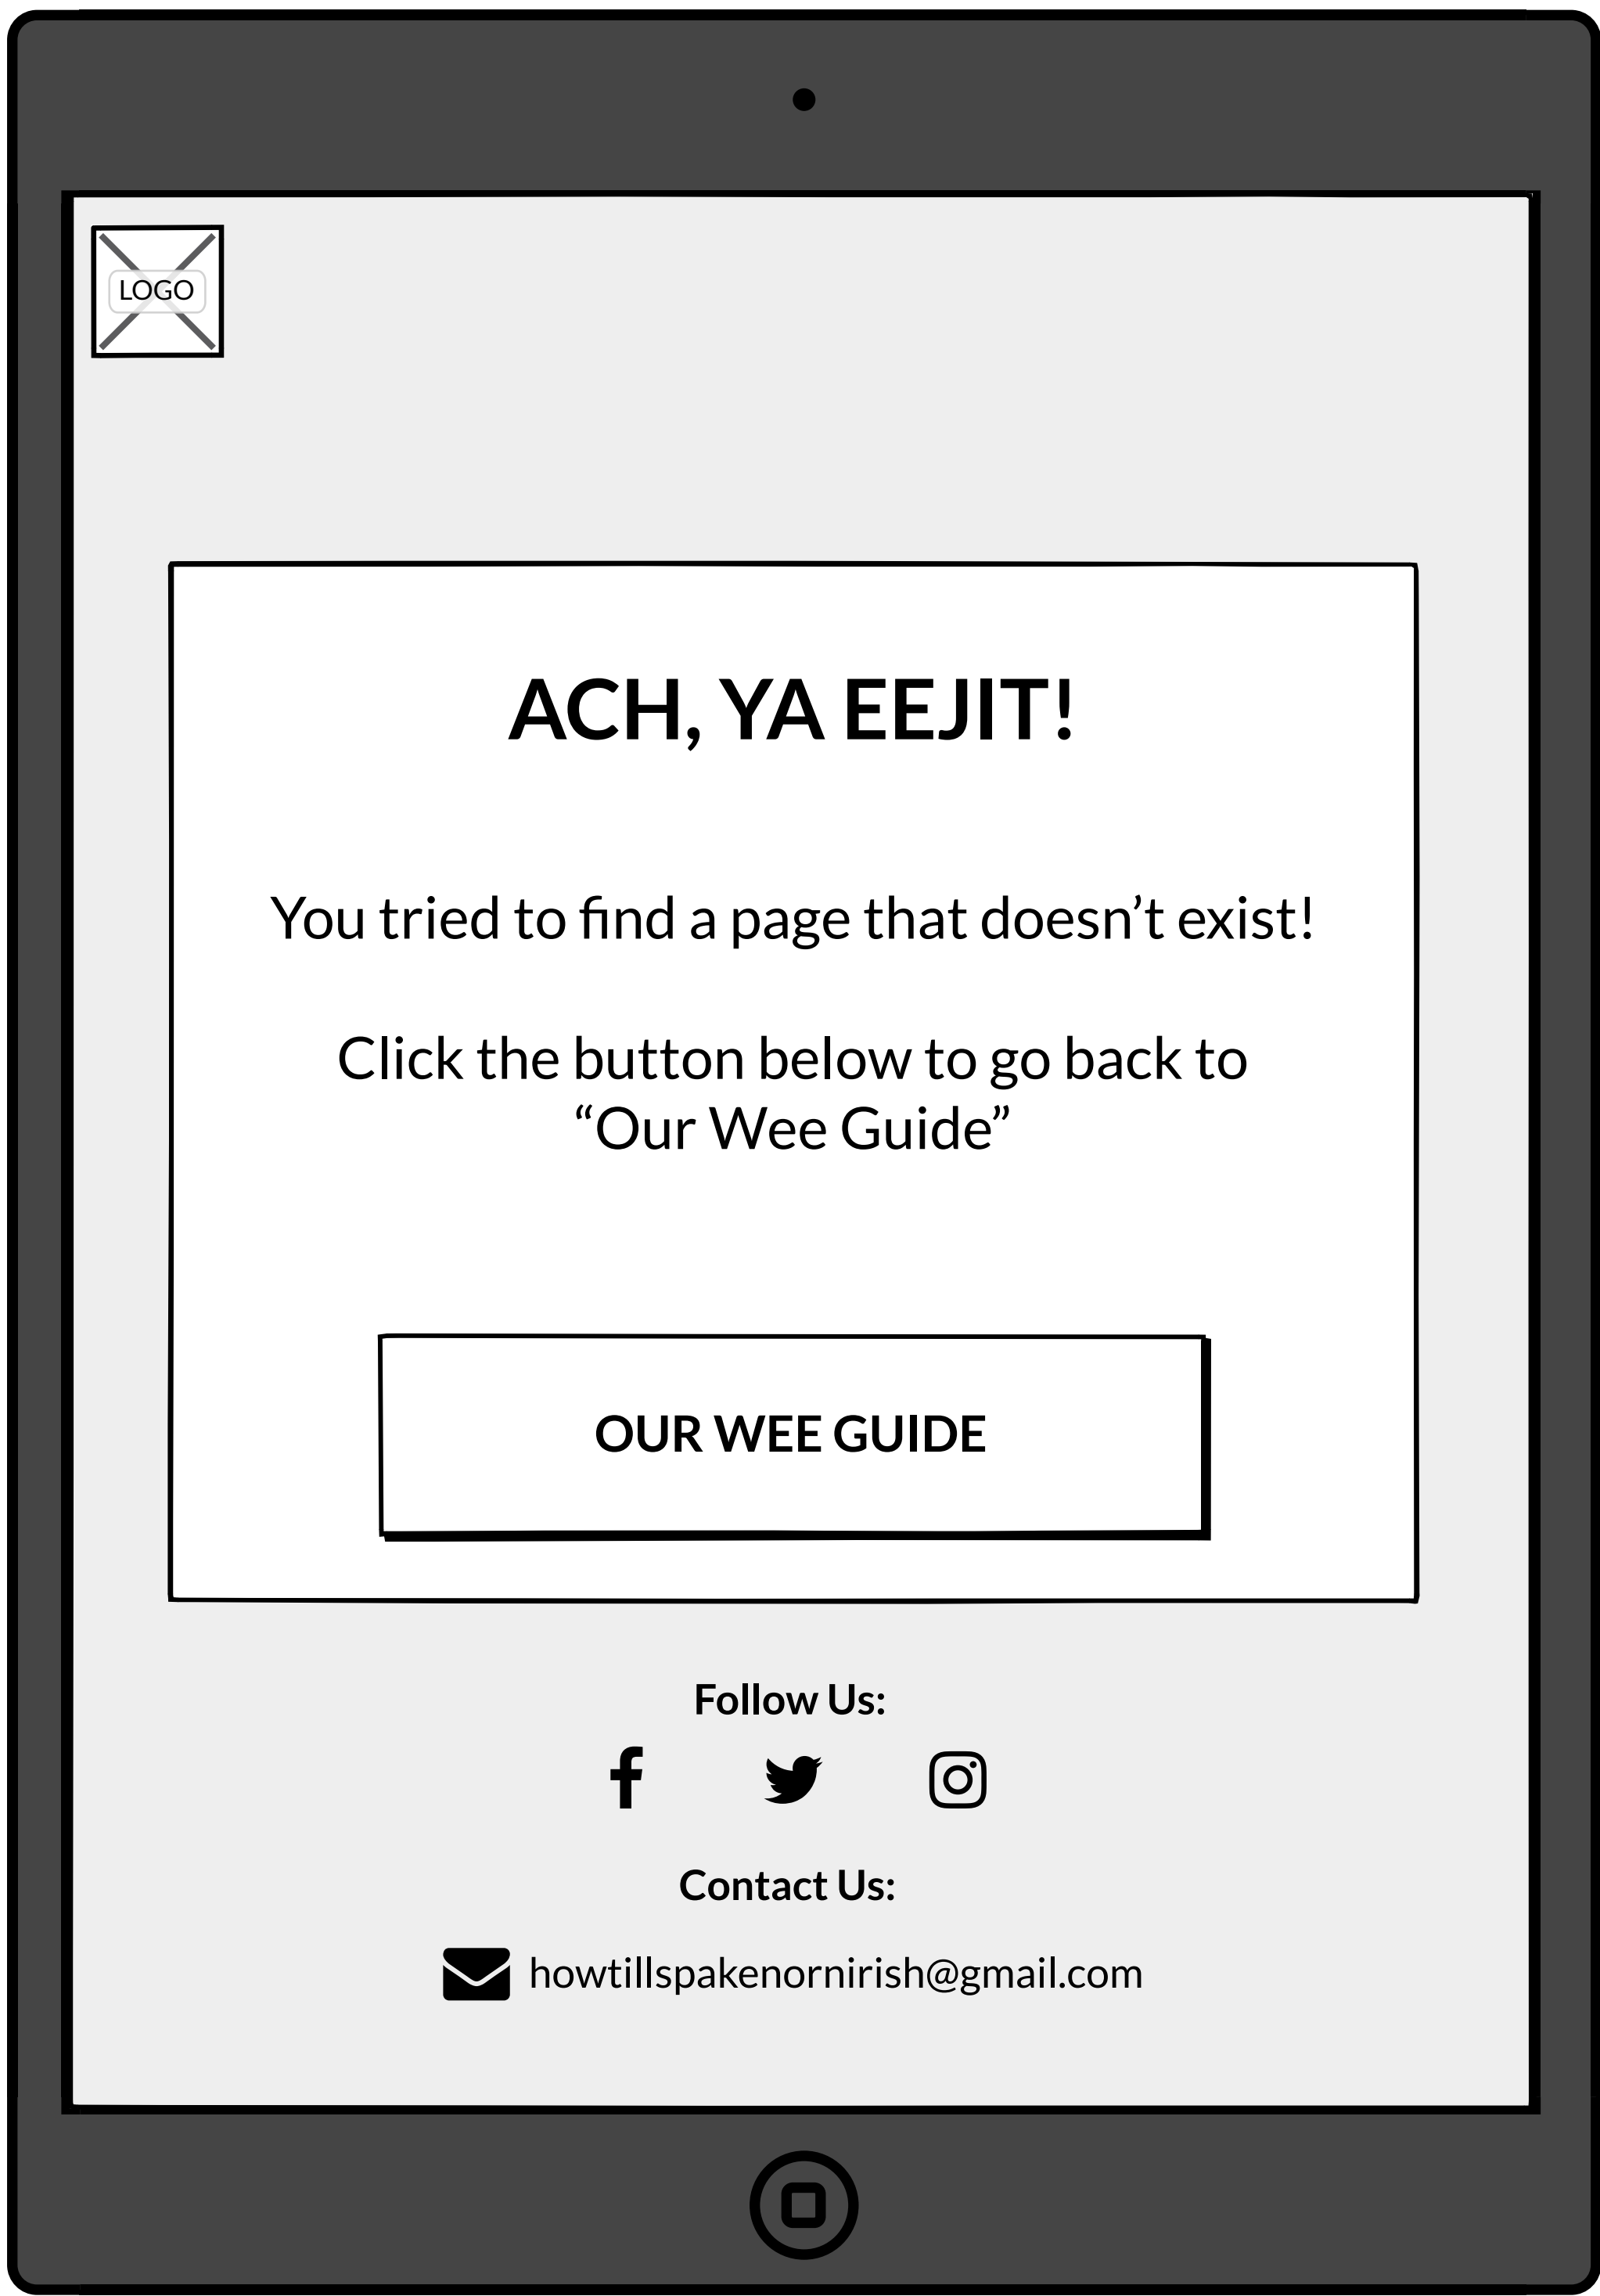 LOGO
ACH, YA EEJIT!
You tried to find a page that doesn’t exist!
Click the button below to go back to
“Our Wee Guide”
OUR WEE GUIDE
Follow Us:
Contact Us:
howtillspakenornirish@gmail.com